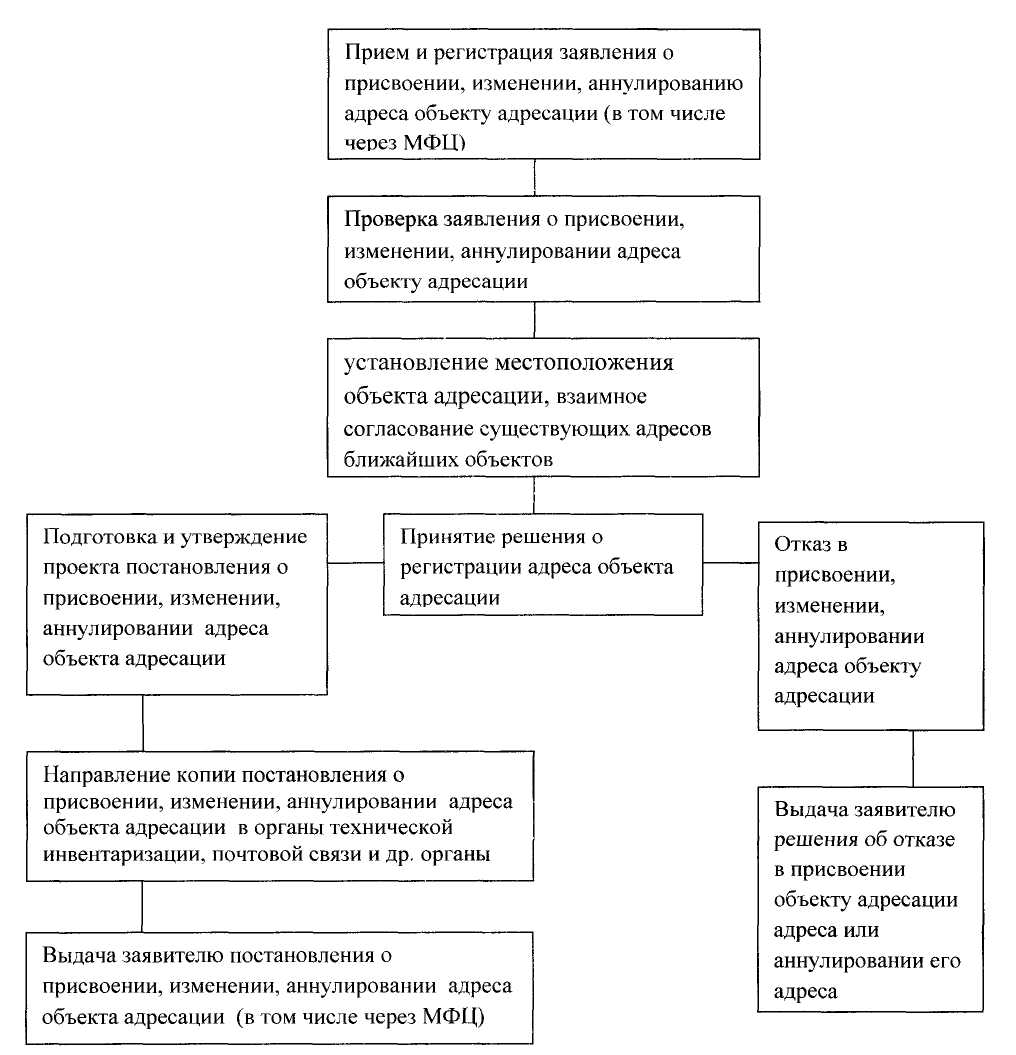 Прием и регистрация заявления о
присвоении, изменении, аннулированию
адреса объекту адресации (в том числе
через МФЦ)
Проверка заявления о присвоении,
изменении, аннулировании адреса
объекту адресации
установление местоположения
объекта адресации, взаимное
согласование существующих адресов
ближайших объектов
Подготовка и утверждение
проекта постановления о
присвоении, изменении,
аннулировании адреса
объекта адресации
Принятие решения о
регистрации адреса объекта
адресации
Отказ в
присвоении,
изменении,
аннулировании
адреса объекту
адресации
Направление копии постановления о
присвоении, изменении, аннулировании адреса
объекта адресации в органы технической
инвентаризации, почтовой связи и др. органы
Выдача заявителю
решения об отказе
в присвоении
объекту адресации
адреса или
аннулировании его
адреса
Выдача заявителю постановления о
присвоении, изменении, аннулировании адреса
объекта адресации (в том числе через МФЦ)